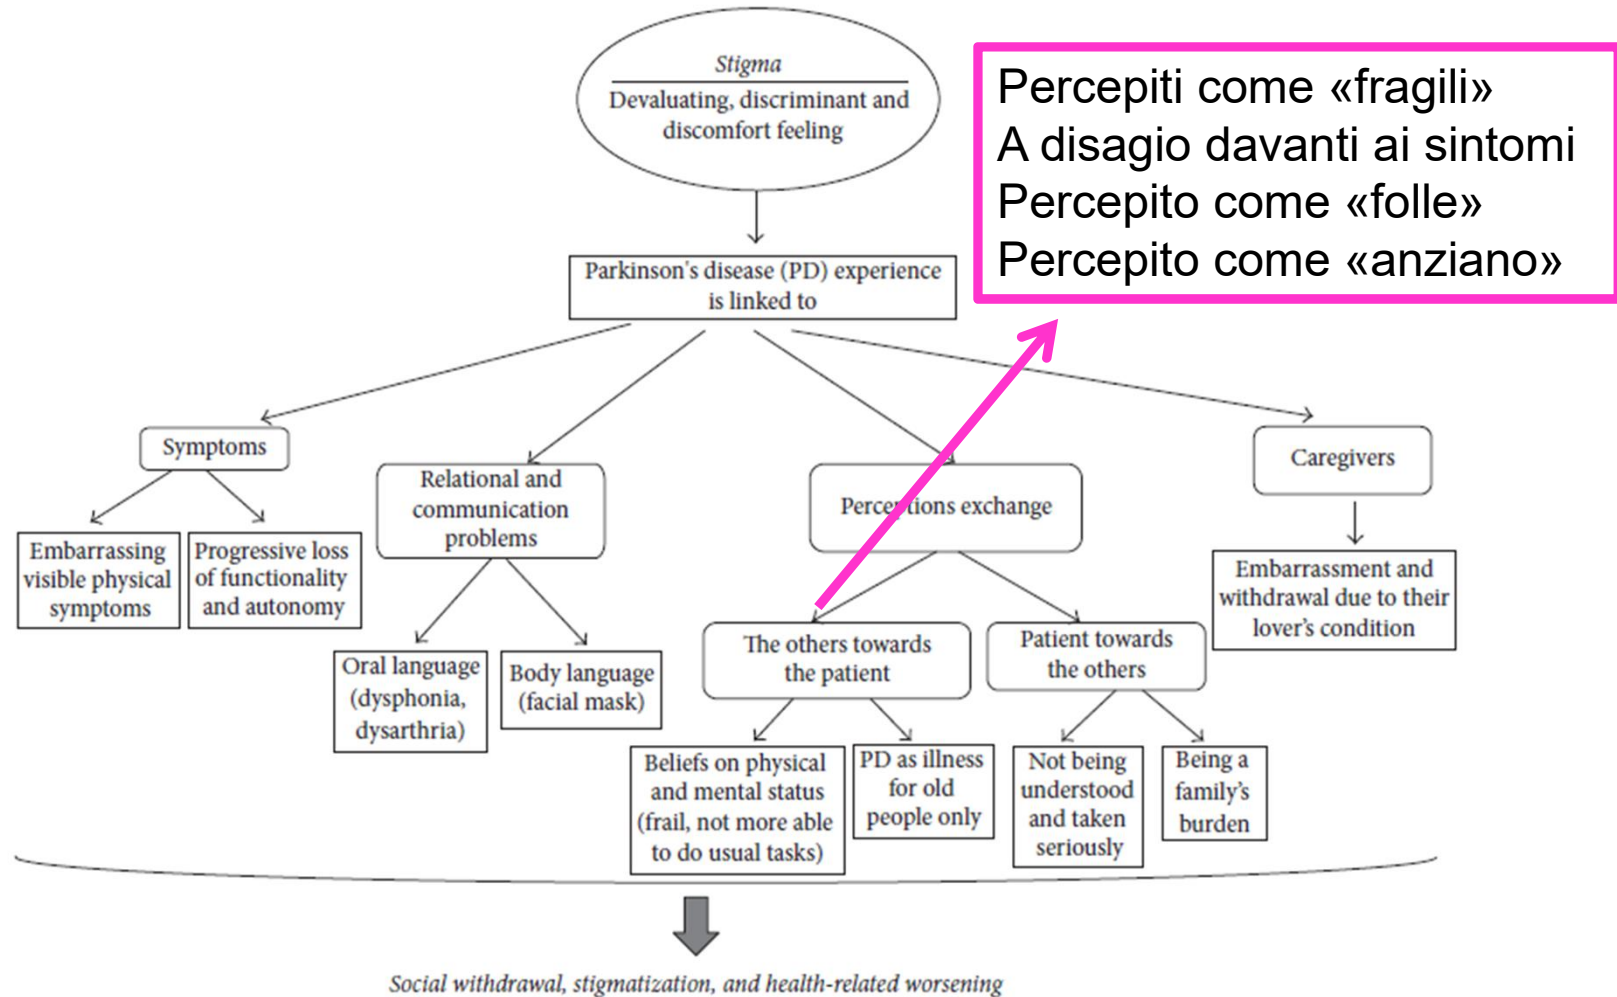 Stigma
Devaluating, discriminant and
discomfort feeling
Percepiti come «fragili»
A disagio davanti ai sintomi
Percepito come «folle»
Percepito come «anziano»
Parkinson's disease (PD) experience
is linked to
Symptoms
Embarrassing
visible physical
symptoms
Progressive loss
of functionality
and autonomy
Relational and
communication
problems
Oral language
(dysphonia,
dysarthria)
Body language
(facial mask)
Perceptions exchange
The others towards
the patient
Beliefs on physical
and mental status
(frail, not more able
to do usual tasks)
PD as illness
for old
people only
Patient towards
the others
Not being
understood
and taken
seriously
Being a
family's
burden
Caregivers
Embarrassment and
withdrawal due to their
lover's condition
Social withdrawal, stigmatization, and health-related worsening